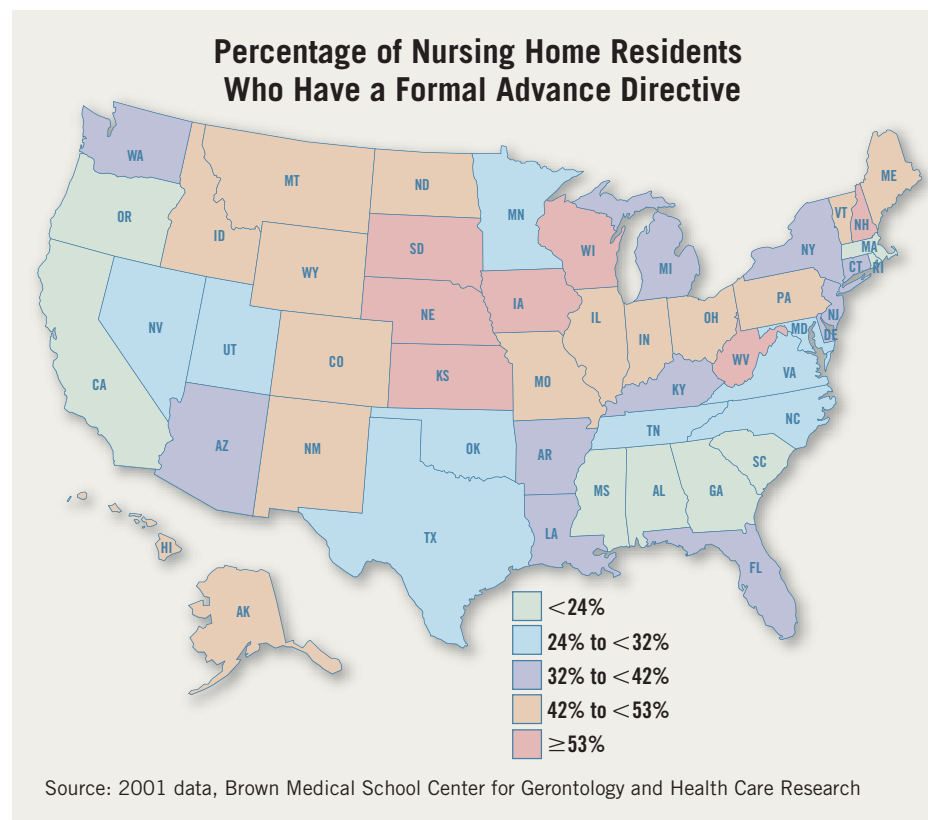 Percentage of Nursing Home Residents
Who Have a Formal Advance Directive
WA
MT
ND
MN
ME
OR
ID
SD
WI
VT
NH
WY
MI
NY
MA
CT
RI
NE
IA
PA
NV
UT
CO
IL
IN
OH
NJ
MD
DE
CA
KS
MO
WV
VA
KY
AZ
NM
OK
AR
TN
NC
MS
AL
GA
SC
TX
LA
FL
HI
AK
<24%
24% to <32%
32% to <42%
42% to <53%
≥53%
Source: 2001 data, Brown Medical School Center for Gerontology and Health Care Research